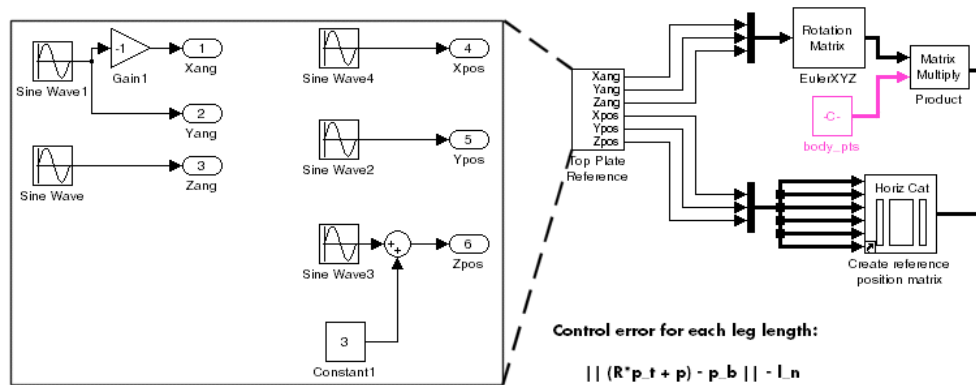 -1
Gain1
Sine Wave1
1
Xang
2
Yang
3
Zang
Sine Wave
4
Xpos
Sine Wave4
5
Ypos
Sine Wave2
6
Zpos
Sine Wave3
+
+
3
Constant1
Xang
Yang
Zang
Xpos
Ypos
Zpos
Top Plate
Reference
Rotation
Matrix
EulerXYZ
-C-
body_pts
Matrix
Multiply
Product
Horiz Cat
Create reference
position matrix
Control error for each leg length:
|| (R*p_t + p) - p_b || - l_n